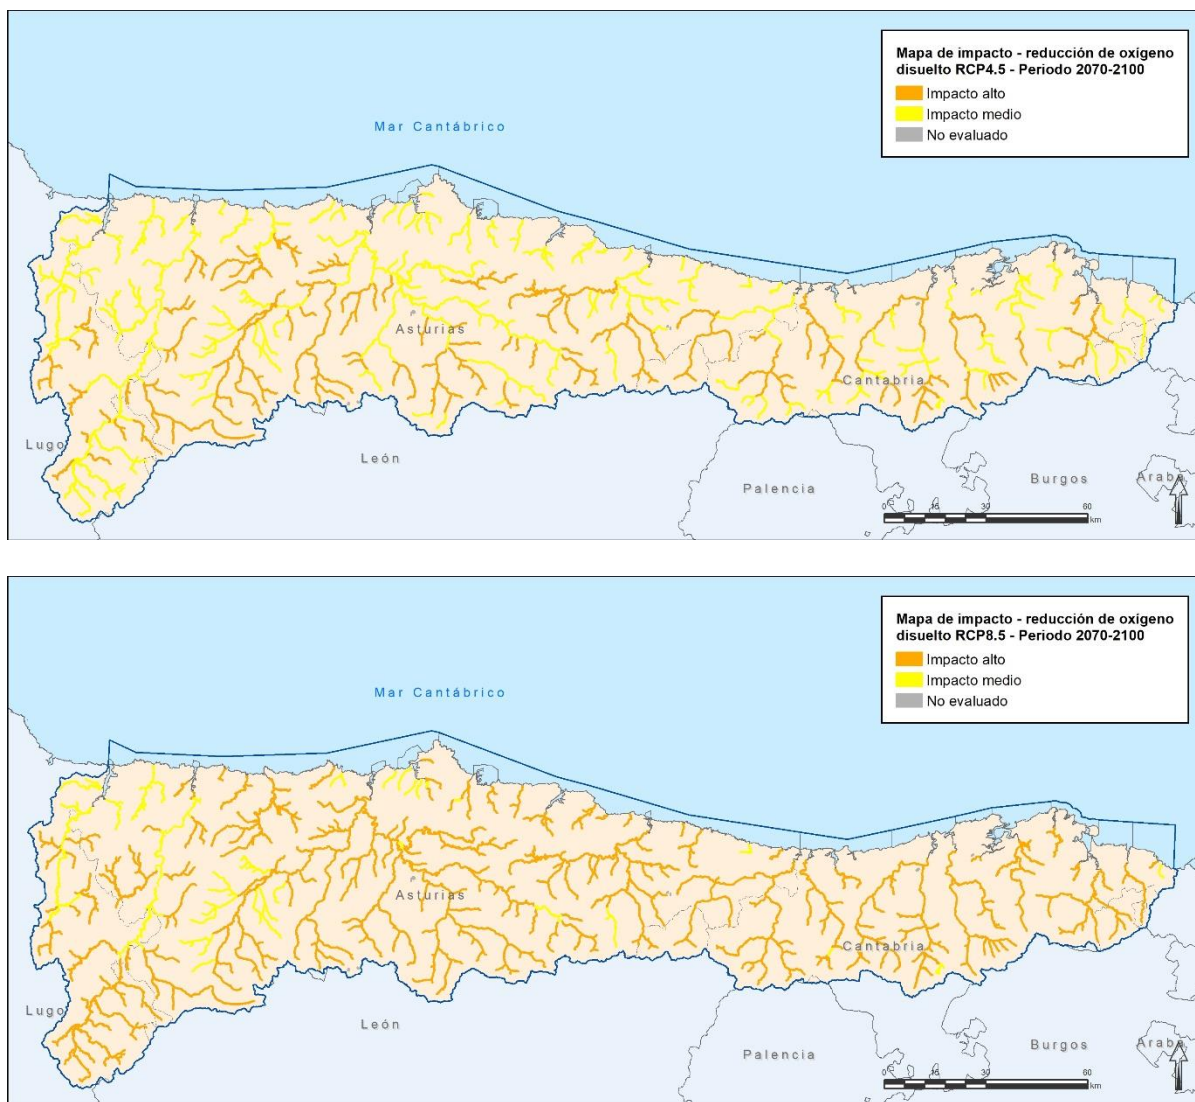 Mapa de impacto - reducción de oxígeno
disuelto RCP4.5 - Periodo 2070-2100
Impacto alto
Impacto medio
No evaluado
Mar Cantábrico
Asturias
Cantabria
Lugo
León
Palencia
Burgos
Araba
0 15 30 60
km
Mapa de impacto - reducción de oxígeno
disuelto RCP8.5 - Periodo 2070-2100
Impacto alto
Impacto medio
No evaluado
Mar Cantábrico
Asturias
Cantabria
Lugo
León
Palencia
Burgos
Araba
0 15 30 60
km